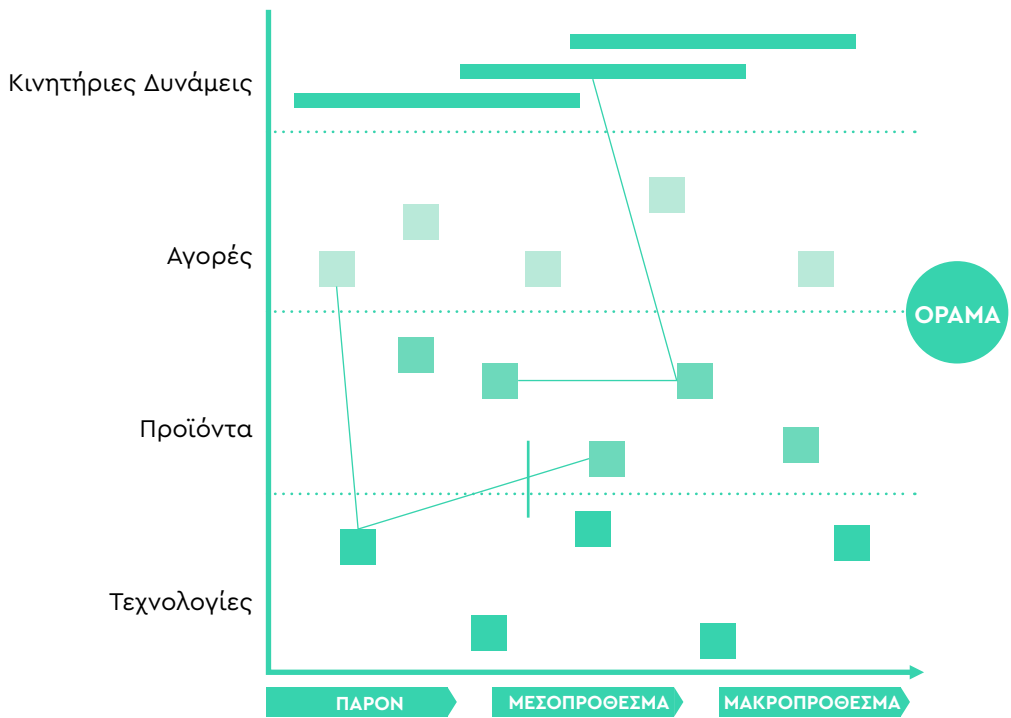 Κινητήριες Δυνάμεις
Αγορές
ΟΡΑΜΑ
Προϊόντα
Τεχνολογίες
ΠΑΡΟΝ
ΜΕΣΟΠΡΟΘΕΣΜΑ
ΜΑΚΡΟΠΡΟΘΕΣΜΑ